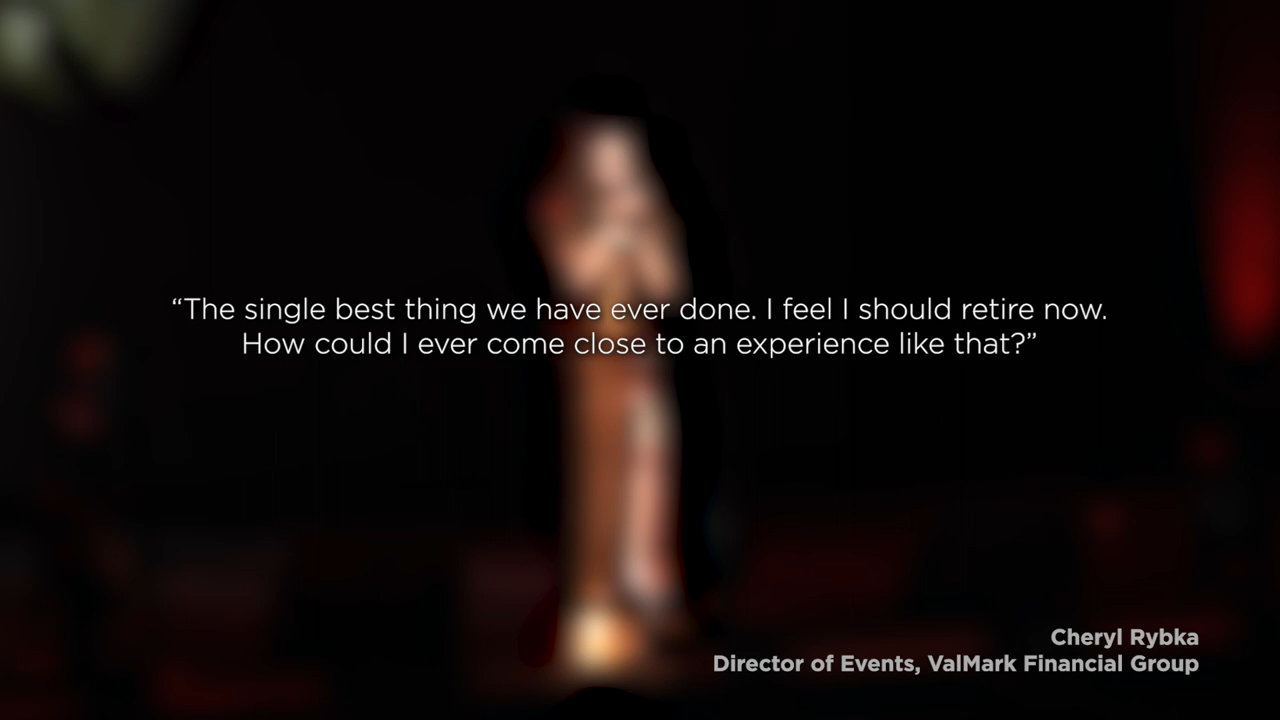 “The single best thing we have ever done. I feel I should retire now.
How could I ever come close to an experience like that?”
Cheryl Rybka
Director of Events, ValMark Financial Group